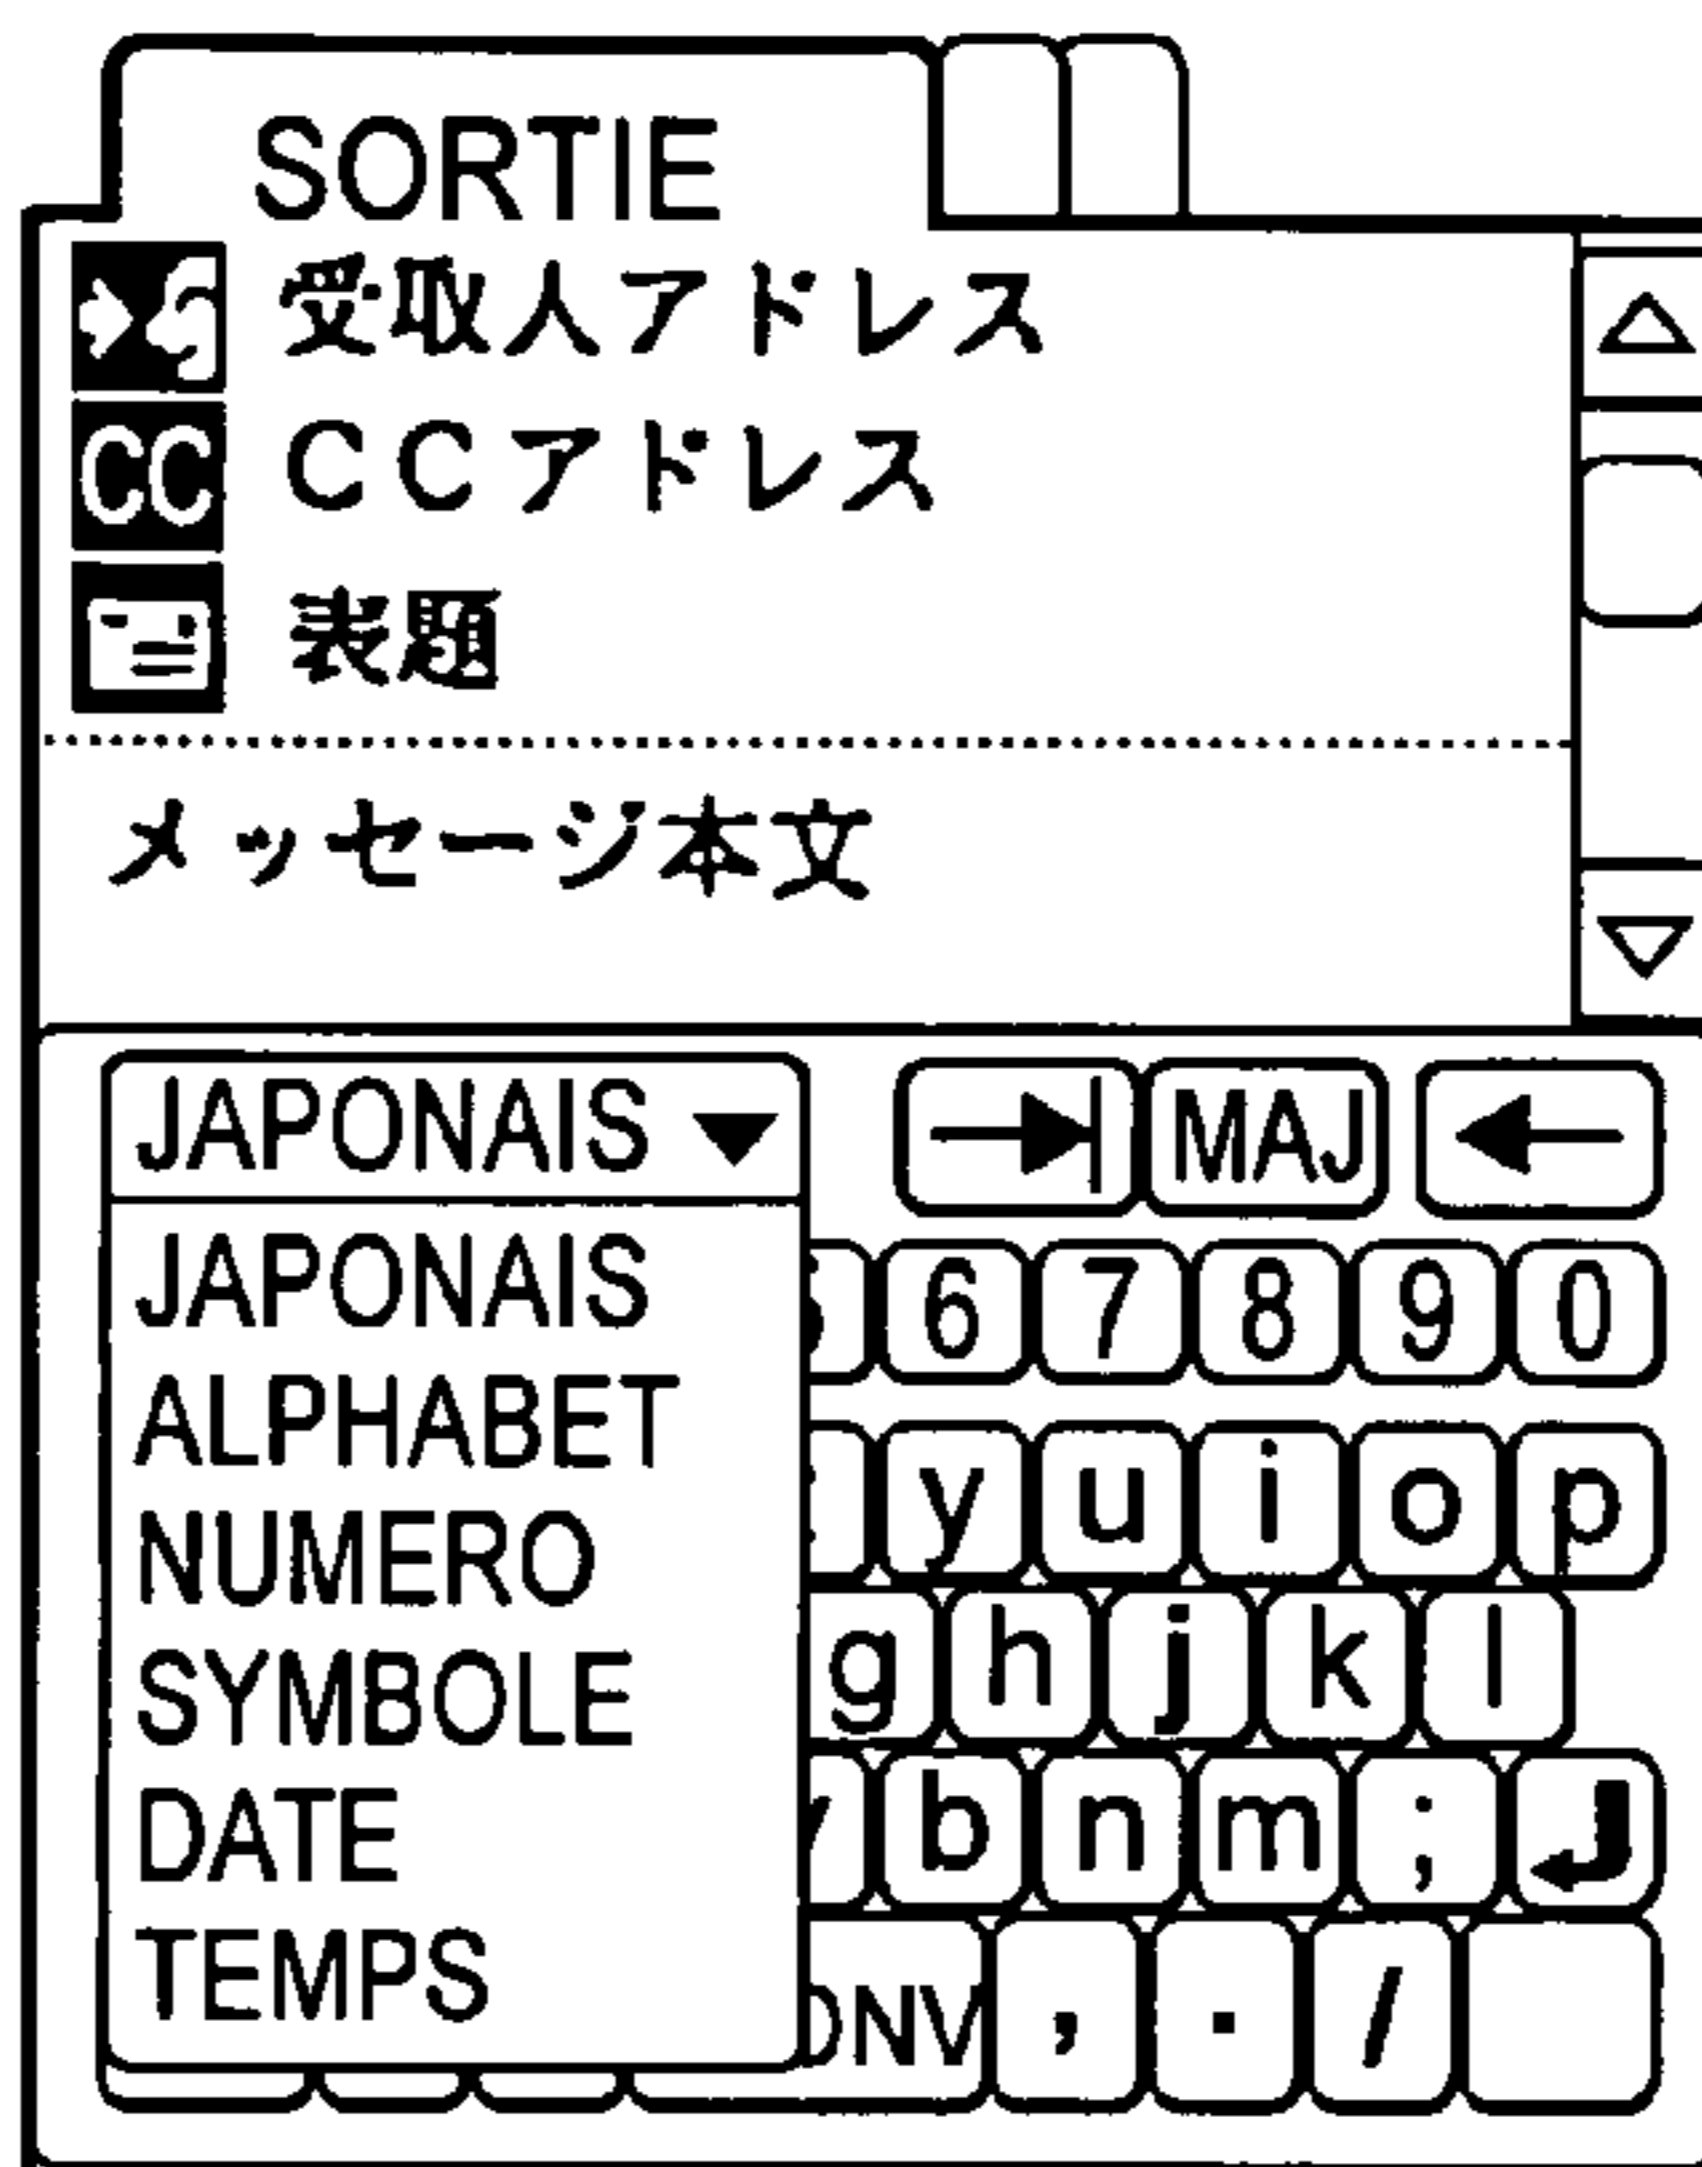 SORTIE
受取人アドレス
CC CCアドレス
表題
メッセージ本文
JAPONAIS MAJ
JAPONAIS 6 7 8 9 0
ALPHABET y u i o p
NUMERO
SYMBOLE g h j k l
DATE b n m ;
TEMPS , . /